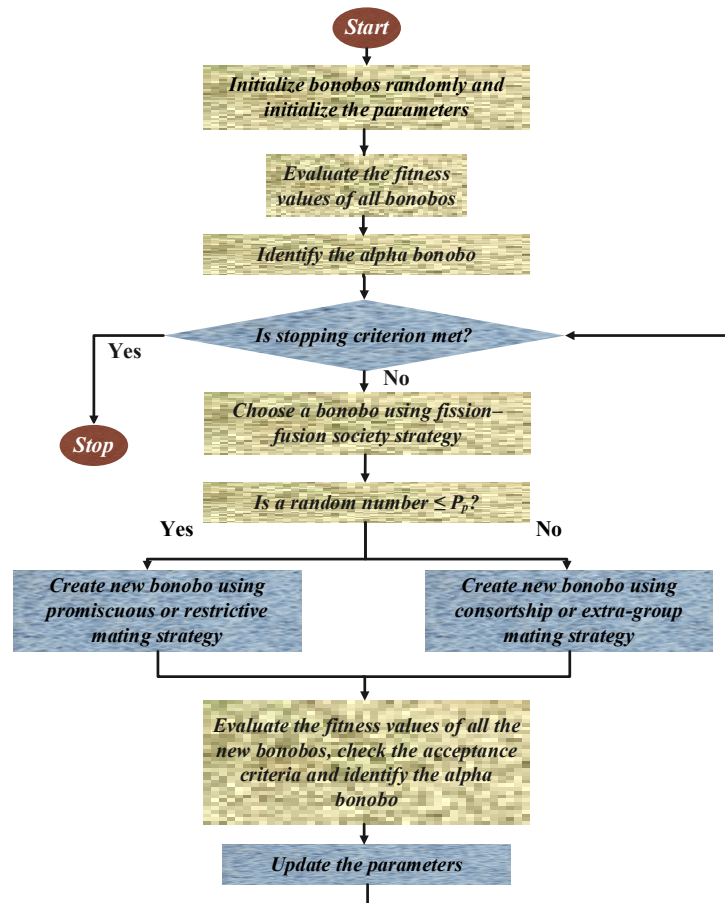 Start
Initialize bonobos randomly and
initialize the parameters
Evaluate the fitness
values of all bonobos
Identify the alpha bonobo
Is stopping criterion met?
Yes
No
Stop
Choose a bonobo using fission–
fusion society strategy
Is a random number ≤ Pₚ?
Yes
No
Create new bonobo using
promiscuous or restrictive
mating strategy
Create new bonobo using
consortship or extra-group
mating strategy
Evaluate the fitness values of all the
new bonobos, check the acceptance
criteria and identify the alpha
bonobo
Update the parameters